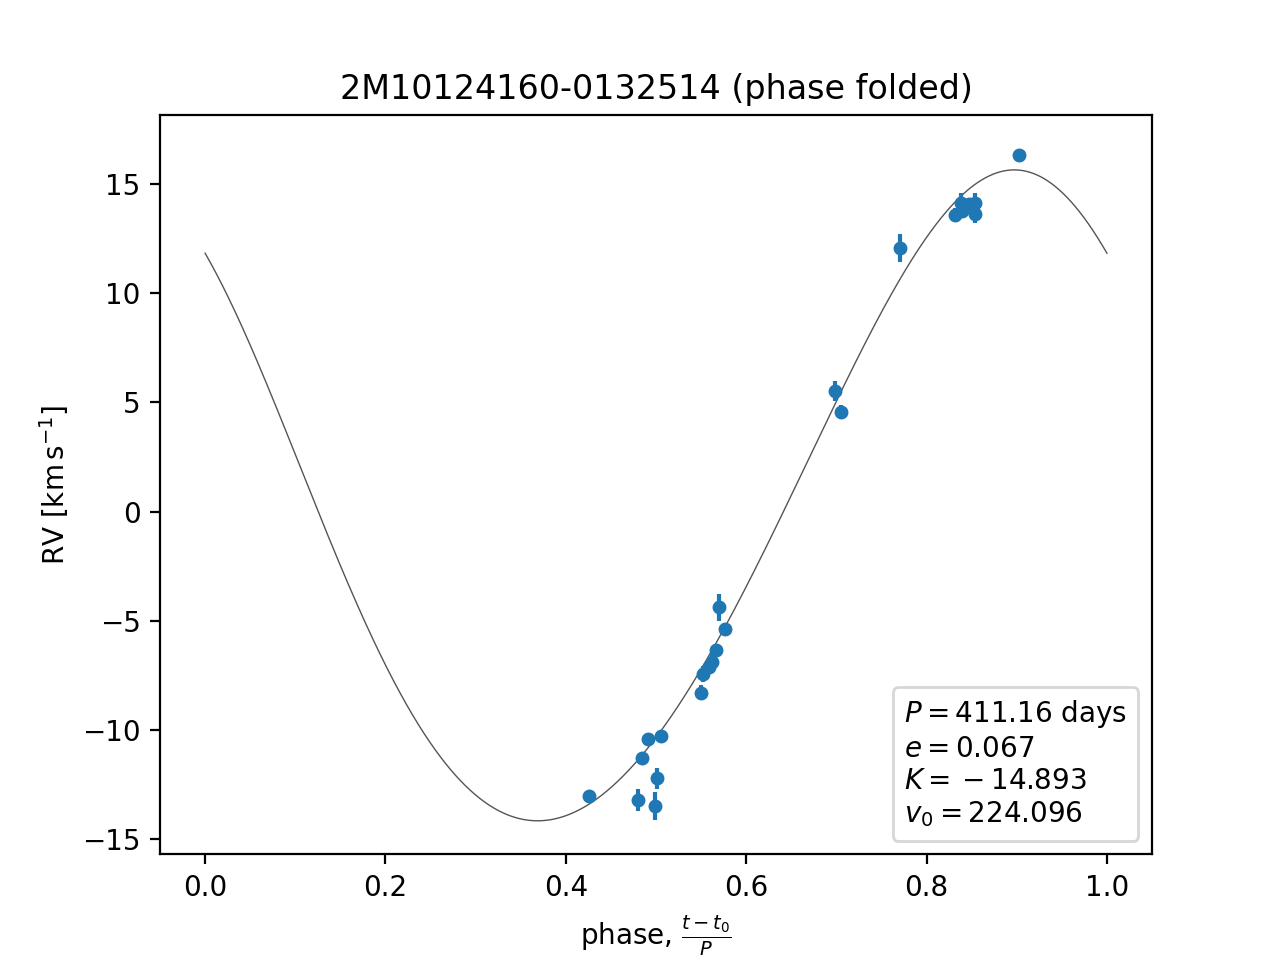 2M10124160-0132514 (phase folded)
RV [km s⁻¹]
15
10
5
0
−5
−10
−15
P = 411.16 days
e = 0.067
K = −14.893
v₀ = 224.096
0.0 0.2 0.4 0.6 0.8 1.0
phase, (t − t₀)/P